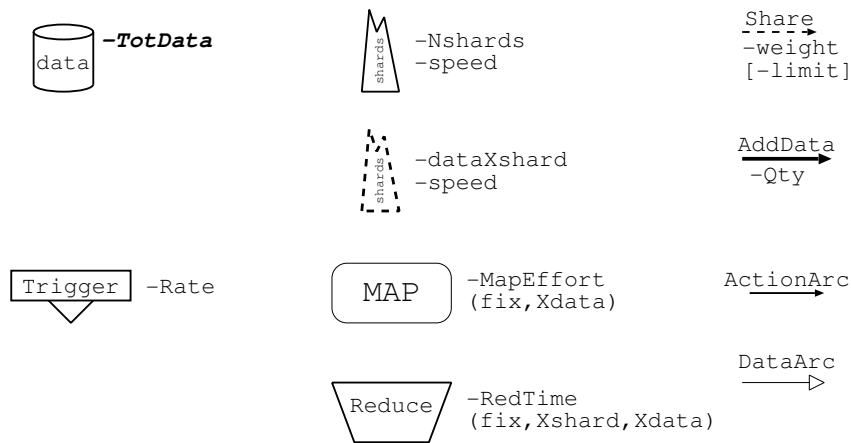 data
-TotData
shards
-Nshards
-speed
Share
-weight
[-limit]
shards
-dataXshard
-speed
AddData
-Qty
Trigger
-Rate
MAP
-MapEffort
(fix,Xdata)
ActionArc
Reduce
-RedTime
(fix,Xshard,Xdata)
DataArc